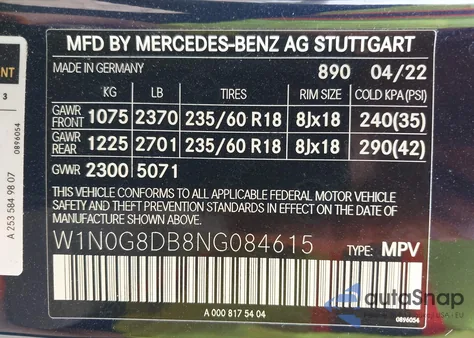 MFD BY MERCEDES-BENZ AG STUTTGART
MADE IN GERMANY 890 04/22
KG LB TIRES RIM SIZE COLD KPA (PSI)
GAWR FRONT 1075 2370 235/60 R18 8Jx18 240(35)
GAWR REAR 1225 2701 235/60 R18 8Jx18 290(42)
GVWR 2300 5071
THIS VEHICLE CONFORMS TO ALL APPLICABLE FEDERAL MOTOR VEHICLE
SAFETY AND THEFT PREVENTION STANDARDS IN EFFECT ON THE DATE OF
MANUFACTURE SHOWN ABOVE.
W1N0G8DB8NG084615 TYPE: MPV
A 000 817 54 04
0896054
NT
3
0896054
A 253 584 98 07
autoSnap